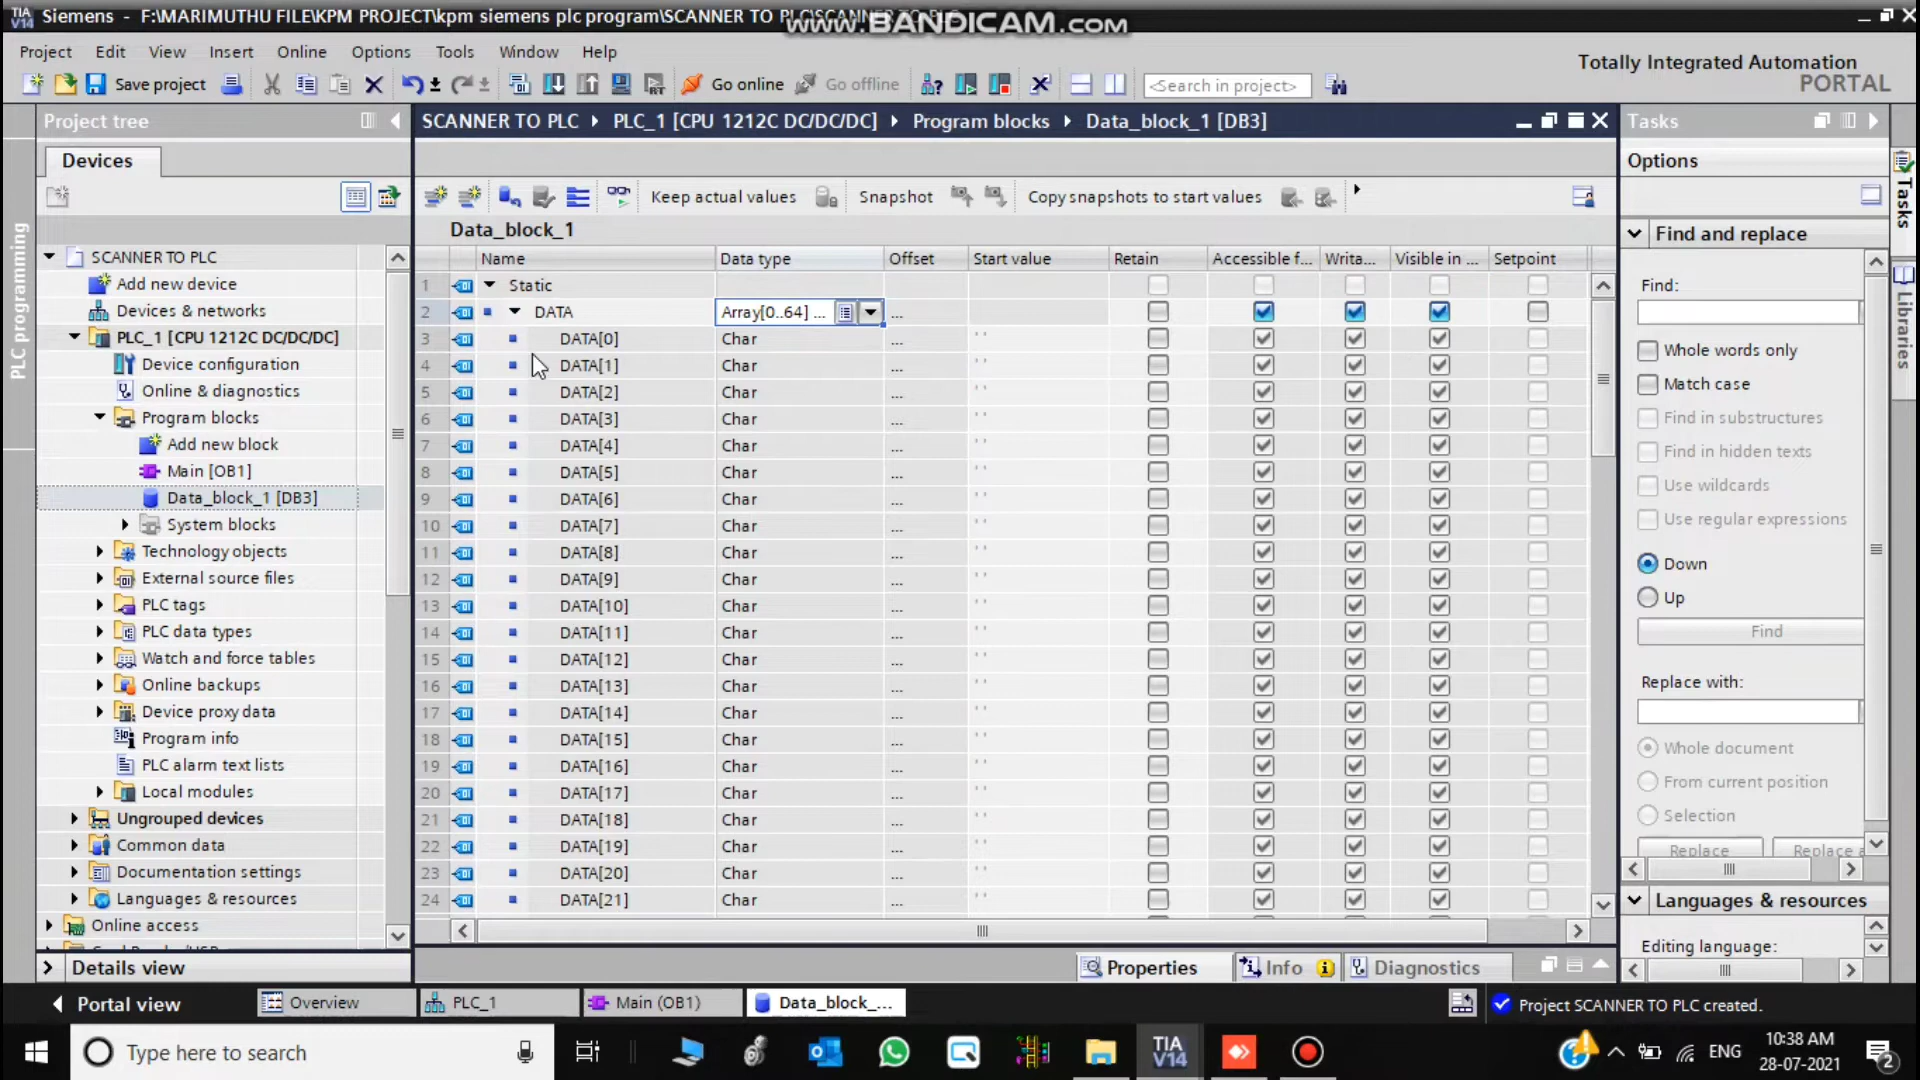 Siemens - F:\MARIMUTHU FILE\KPM PROJECT\kpm siemens plc program\SCANNER TO PLC\SCANNER TO PLC
www.BANDICAM.com
Project Edit View Insert Online Options Tools Window Help
Totally Integrated Automation
PORTAL
Save project
Go online
Go offline
<Search in project>
Project tree
SCANNER TO PLC PLC_1 [CPU 1212C DC/DC/DC] Program blocks Data_block_1 [DB3]
Tasks
Devices
Options
Keep actual values Snapshot Copy snapshots to start values
Data_block_1
PLC programming
Tasks
Libraries
SCANNER TO PLC
Add new device
Devices & networks
PLC_1 [CPU 1212C DC/DC/DC]
Device configuration
Online & diagnostics
Program blocks
Add new block
Main [OB1]
Data_block_1 [DB3]
System blocks
Technology objects
External source files
PLC tags
PLC data types
Watch and force tables
Online backups
Device proxy data
Program info
PLC alarm text lists
Local modules
Ungrouped devices
Common data
Documentation settings
Languages & resources
Online access
Details view
Name Data type Offset Start value Retain Accessible f... Writa... Visible in ... Setpoint
1 Static
2 DATA Array[0..64] ... ...
3 DATA[0] Char ... ' '
4 DATA[1] Char ... ' '
5 DATA[2] Char ... ' '
6 DATA[3] Char ... ' '
7 DATA[4] Char ... ' '
8 DATA[5] Char ... ' '
9 DATA[6] Char ... ' '
10 DATA[7] Char ... ' '
11 DATA[8] Char ... ' '
12 DATA[9] Char ... ' '
13 DATA[10] Char ... ' '
14 DATA[11] Char ... ' '
15 DATA[12] Char ... ' '
16 DATA[13] Char ... ' '
17 DATA[14] Char ... ' '
18 DATA[15] Char ... ' '
19 DATA[16] Char ... ' '
20 DATA[17] Char ... ' '
21 DATA[18] Char ... ' '
22 DATA[19] Char ... ' '
23 DATA[20] Char ... ' '
24 DATA[21] Char ... ' '
Find and replace
Find:
Whole words only
Match case
Find in substructures
Find in hidden texts
Use wildcards
Use regular expressions
Down
Up
Find
Replace with:
Whole document
From current position
Selection
Replace Replace a
Languages & resources
Editing language:
Properties Info Diagnostics
Portal view Overview PLC_1 Main (OB1) Data_block_...
Project SCANNER TO PLC created.
Type here to search
TIA
V14
ENG
10:38 AM
28-07-2021
2